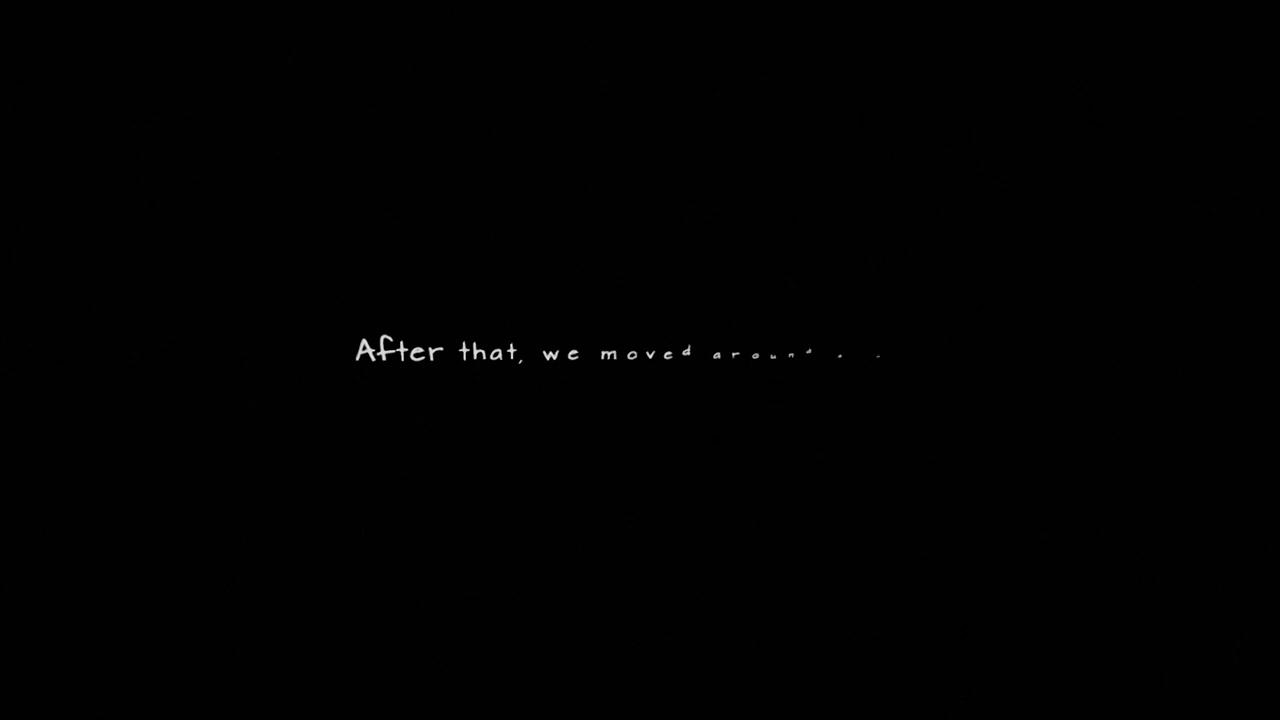 After that, we moved around . .